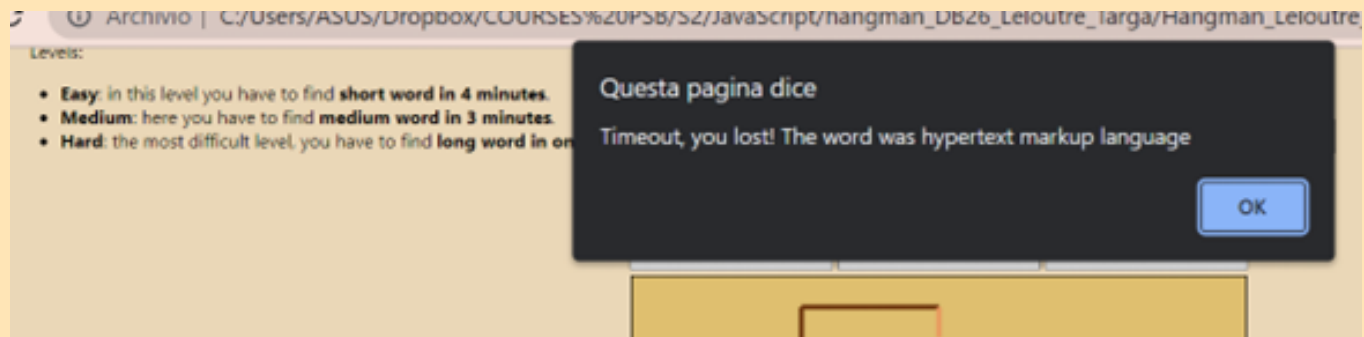 Archivio | C:/Users/ASUS/Dropbox/COURSES%20PSB/S2/JavaScript/hangman_DB26_Leloutre_Targa/Hangman_Leloutre_
Levels:
Easy: in this level you have to find short word in 4 minutes.
Medium: here you have to find medium word in 3 minutes.
Hard: the most difficult level, you have to find long word in on
Questa pagina dice
Timeout, you lost! The word was hypertext markup language
OK